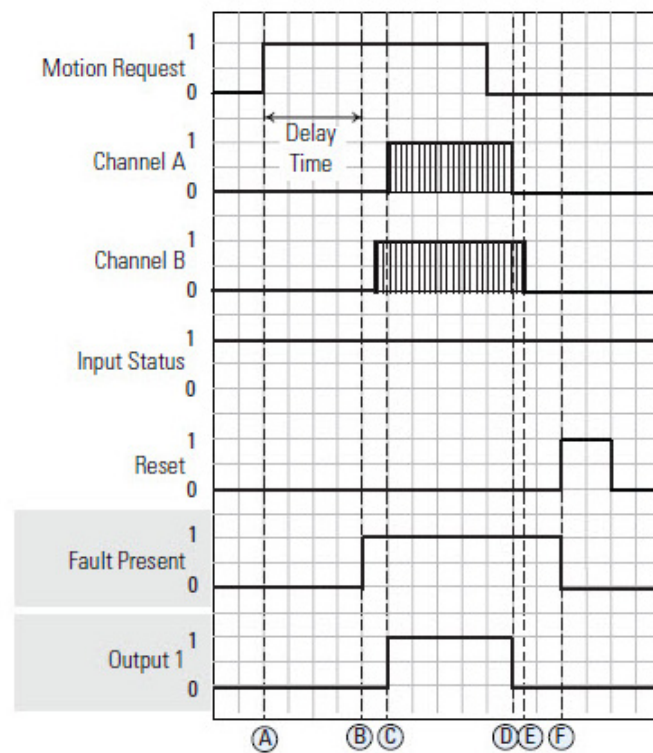 1
Motion Request
0
Delay
Time
1
Channel A
0
1
Channel B
0
1
Input Status
0
1
Reset
0
1
Fault Present
0
1
Output 1
0
A B C D E F